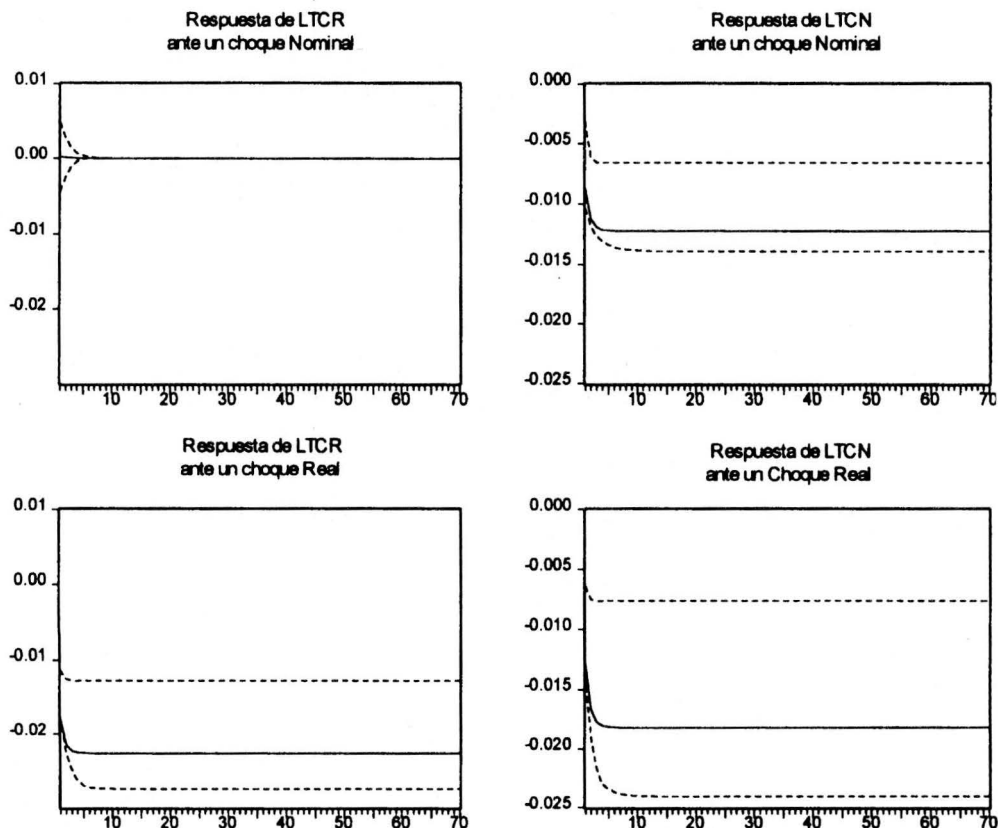 Respuesta de LTCR
ante un choque Nominal
0.01
0.00
-0.01
-0.02
10 20 30 40 50 60 70
Respuesta de LTCN
ante un choque Nominal
0.000
-0.005
-0.010
-0.015
-0.020
-0.025
10 20 30 40 50 60 70
Respuesta de LTCR
ante un choque Real
0.01
0.00
-0.01
-0.02
10 20 30 40 50 60 70
Respuesta de LTCN
ante un Choque Real
0.000
-0.005
-0.010
-0.015
-0.020
-0.025
10 20 30 40 50 60 70